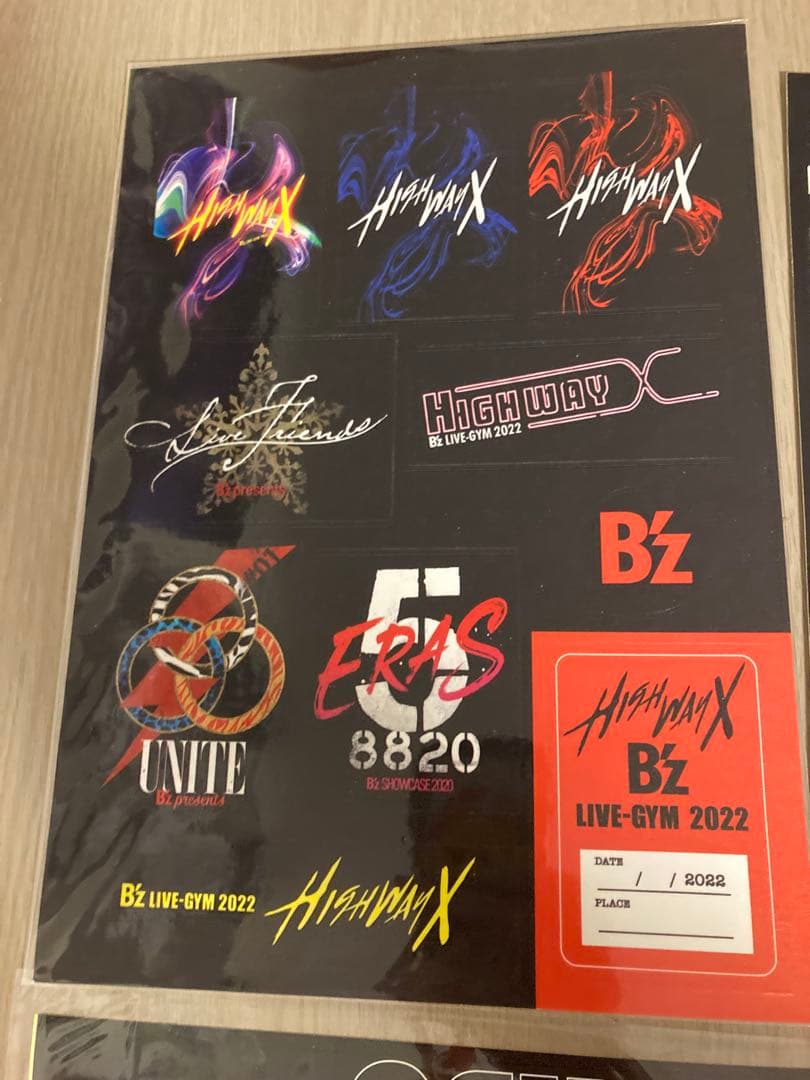 HIGHWAY X
HIGHWAY X
HIGHWAY X
Live Friends
B'z presents
HIGHWAY X
B'z LIVE-GYM 2022
B'z
UNITE
B'z presents
5
ERAS
8820
B'z SHOWCASE 2020
HIGHWAY X
B'z
LIVE-GYM 2022
DATE
/ / 2022
PLACE
B'z LIVE-GYM 2022 HIGHWAY X